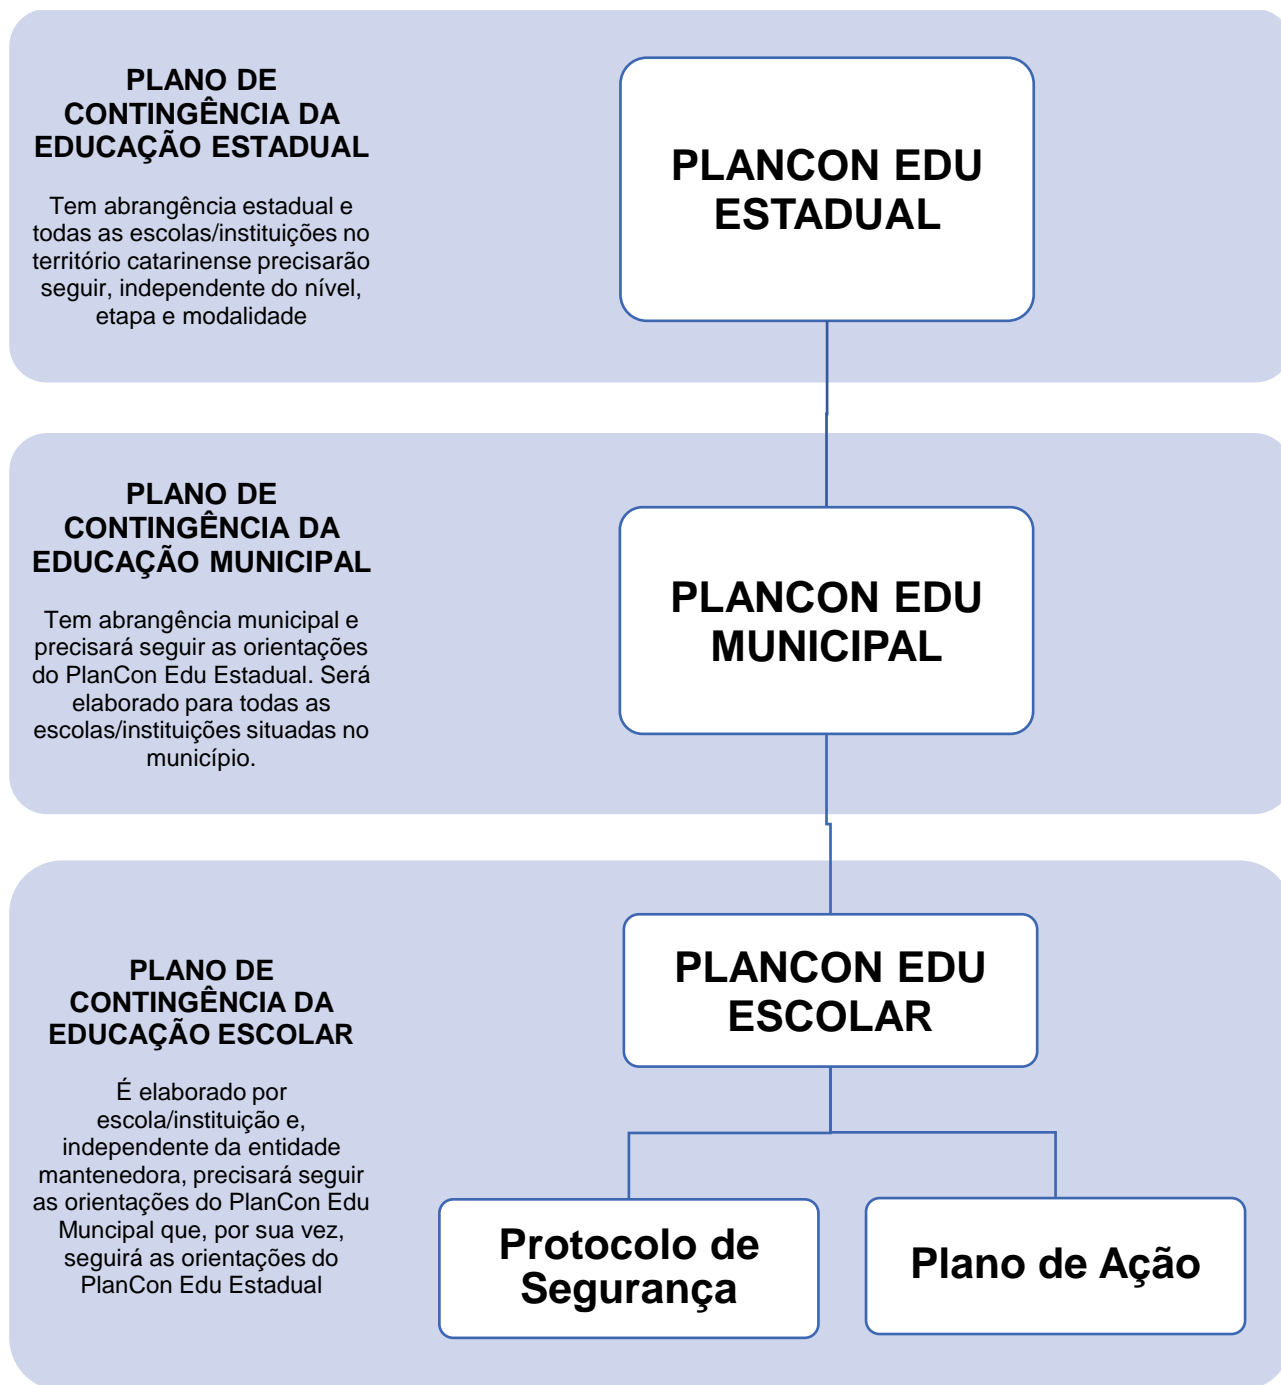 PLANO DE
CONTINGÊNCIA DA
EDUCAÇÃO ESTADUAL
Tem abrangência estadual e
todas as escolas/instituições no
território catarinense precisarão
seguir, independente do nível,
etapa e modalidade
PLANCON EDU
ESTADUAL
PLANO DE
CONTINGÊNCIA DA
EDUCAÇÃO MUNICIPAL
Tem abrangência municipal e
precisará seguir as orientações
do PlanCon Edu Estadual. Será
elaborado para todas as
escolas/instituições situadas no
município.
PLANCON EDU
MUNICIPAL
PLANO DE
CONTINGÊNCIA DA
EDUCAÇÃO ESCOLAR
É elaborado por
escola/instituição e,
independente da entidade
mantenedora, precisará seguir
as orientações do PlanCon Edu
Muncipal que, por sua vez,
seguirá as orientações do
PlanCon Edu Estadual
PLANCON EDU
ESCOLAR
Protocolo de
Segurança
Plano de Ação